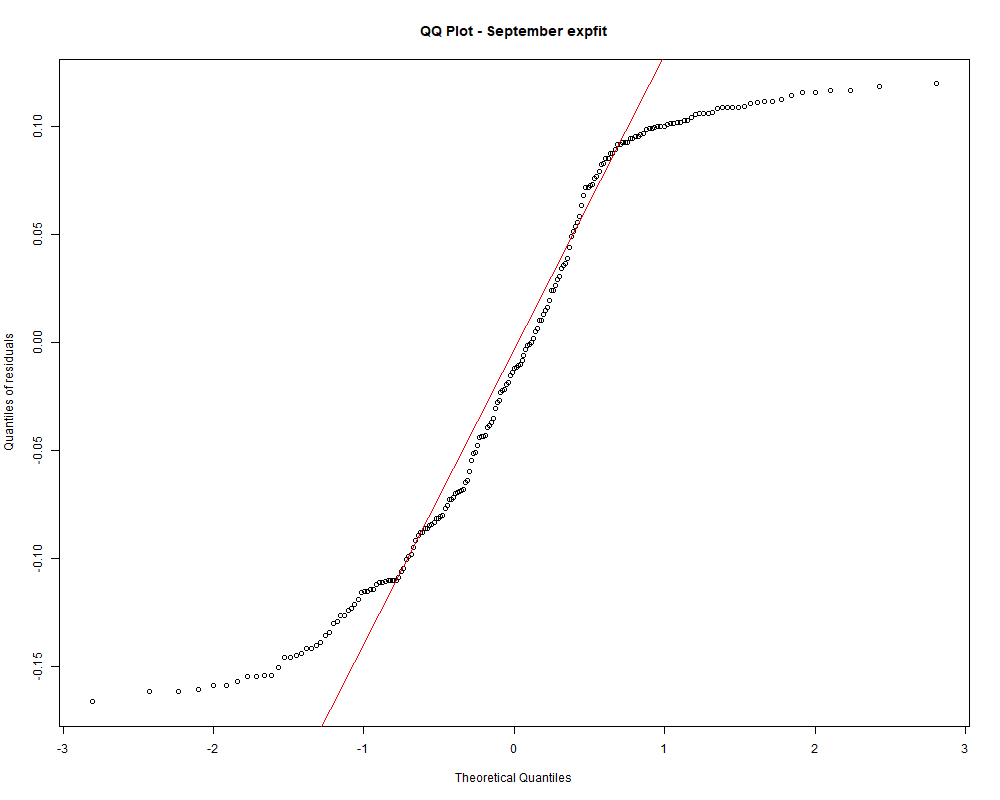 QQ Plot - September expfit
Quantiles of residuals
0.10
0.05
0.00
-0.05
-0.10
-0.15
-3 -2 -1 0 1 2 3
Theoretical Quantiles